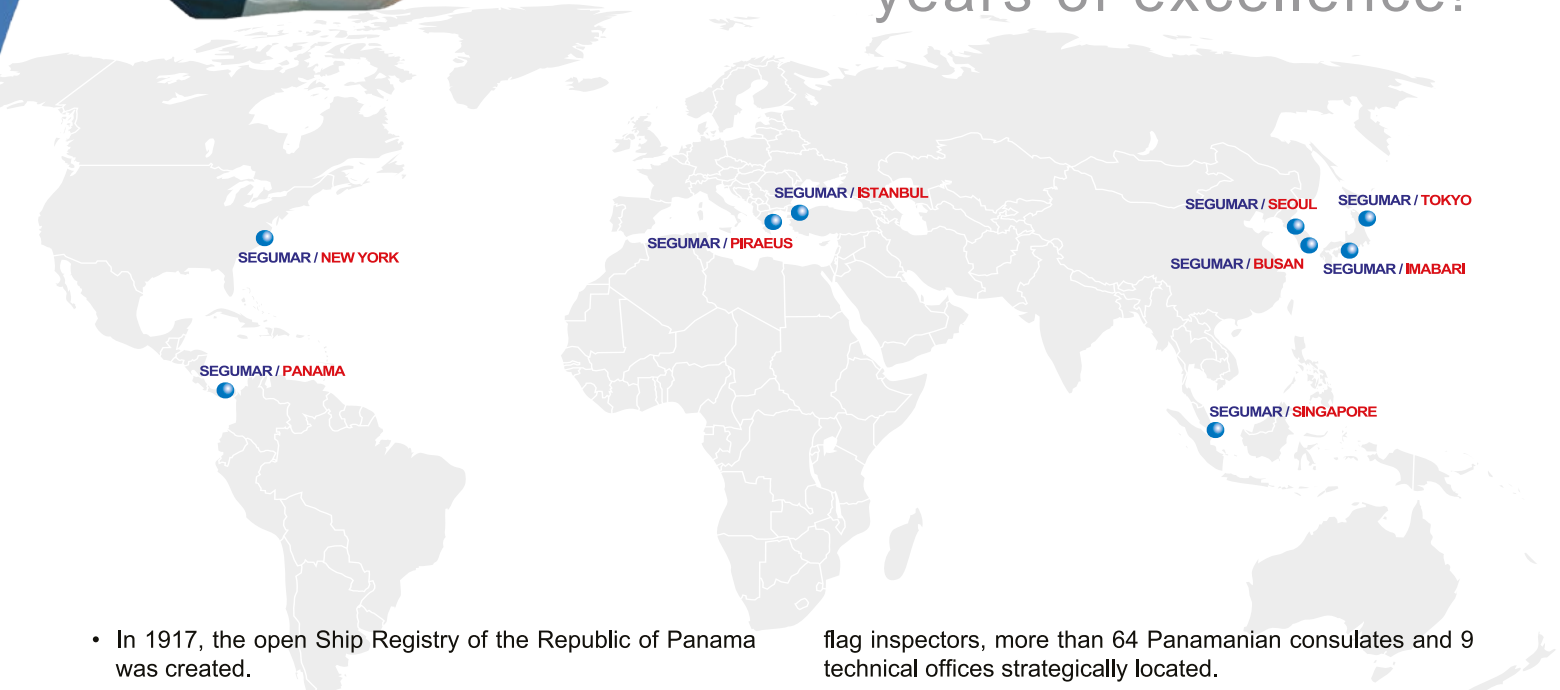 years of excellence!
SEGUMAR / ISTANBUL
SEGUMAR / SEOUL
SEGUMAR / TOKYO
SEGUMAR / PIRAEUS
SEGUMAR / NEW YORK
SEGUMAR / BUSAN
SEGUMAR / IMABARI
SEGUMAR / PANAMA
SEGUMAR / SINGAPORE
• In 1917, the open Ship Registry of the Republic of Panama
was created.
flag inspectors, more than 64 Panamanian consulates and 9
technical offices strategically located.